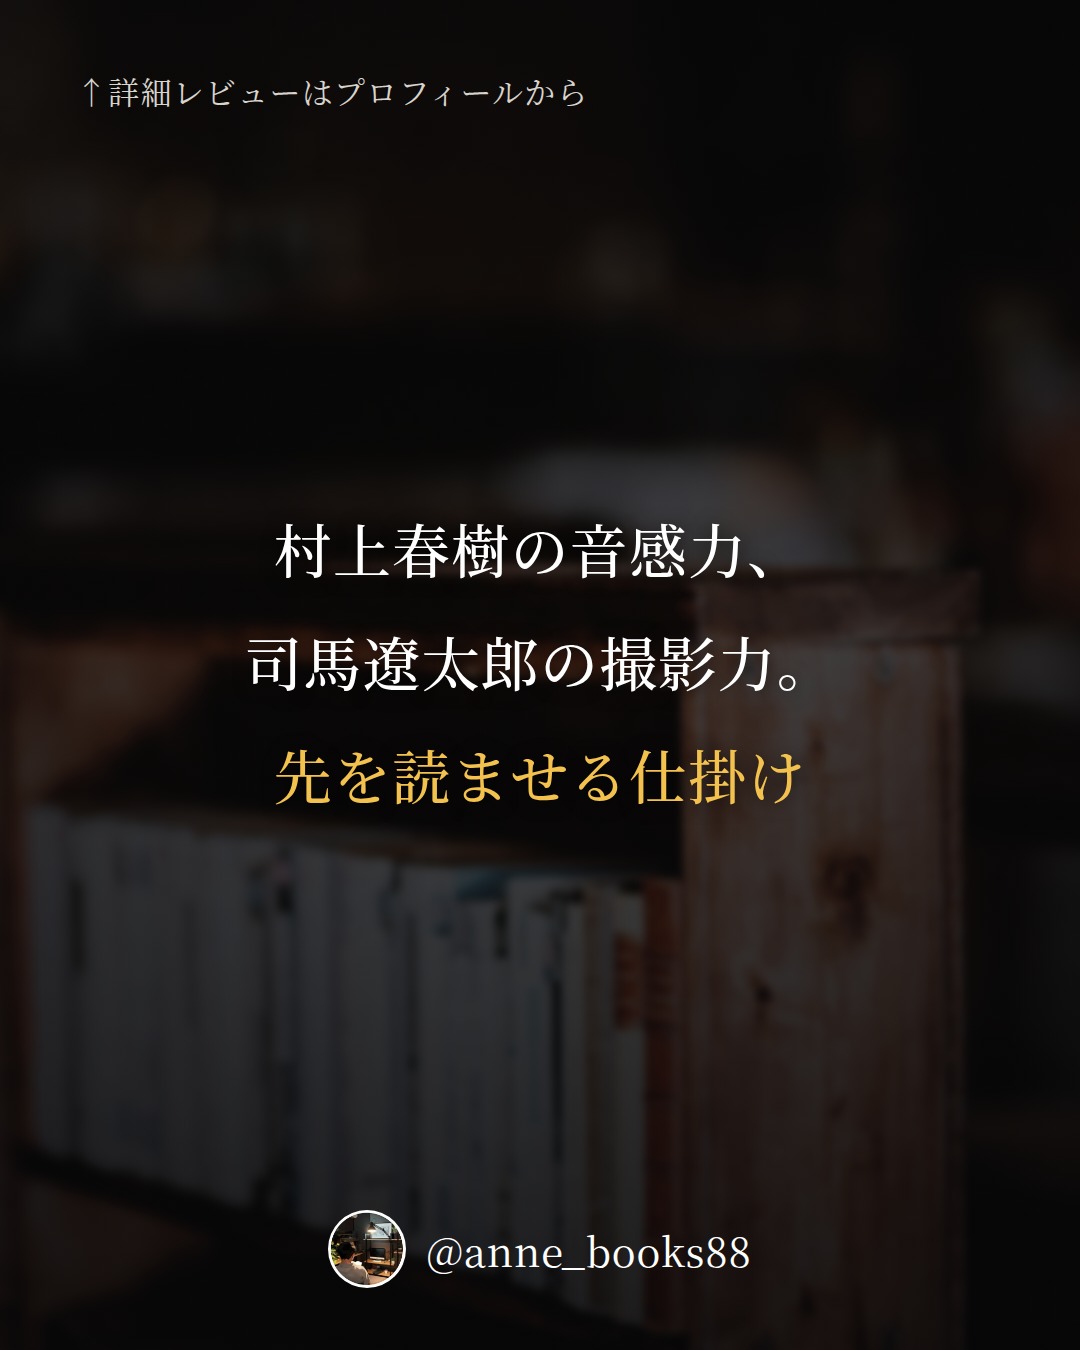 ↑詳細レビューはプロフィールから
村上春樹の音感力、
司馬遼太郎の撮影力。
先を読ませる仕掛け
@anne_books88